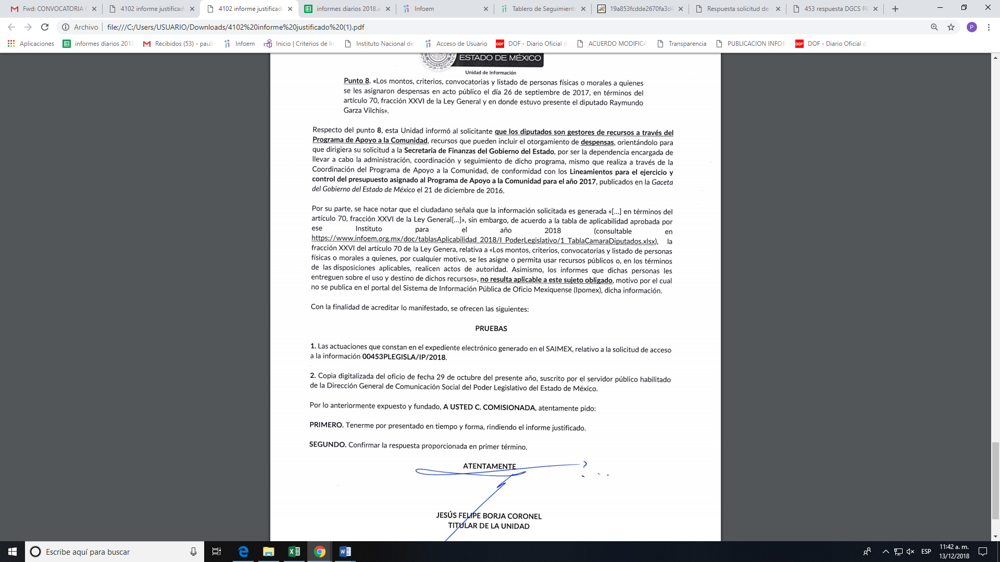 Fwd: CONVOCATORIA
4102 informe justificad
4102 informe justificad
informes diarios 2018.x
Infoem
Tablero de Seguimiento
19a853fcdde2670fa3d4
Respuesta solicitud de
453 respuesta DGCS PA
Archivo
file:///C:/Users/USUARIO/Downloads/4102%20informe%20justificado%20(1).pdf
P
Aplicaciones
informes diarios 2018
Recibidos (53) - pauli
Infoem
Inicio | Criterios de In
Instituto Nacional de
Acceso de Usuario
DOF - Diario Oficial d
ACUERDO MODIFICA
Transparencia
PUBLICACION INFOR
DOF - Diario Oficial d
ESTADO DE MÉXICO
Unidad de Información
Punto 8. «Los montos, criterios, convocatorias y listado de personas físicas o morales a quienes
se les asignaron despensas en acto público el día 26 de septiembre de 2017, en términos del
artículo 70, fracción XXVI de la Ley General y en donde estuvo presente el diputado Raymundo
Garza Vilchis».
Respecto del punto 8, esta Unidad informó al solicitante que los diputados son gestores de recursos a través del
Programa de Apoyo a la Comunidad, recursos que pueden incluir el otorgamiento de despensas, orientándolo para
que dirigiera su solicitud a la Secretaria de Finanzas del Gobierno del Estado, por ser la dependencia encargada de
llevar a cabo la administración, coordinación y seguimiento de dicho programa, mismo que realiza a través de la
Coordinación del Programa de Apoyo a la Comunidad, de conformidad con los Lineamientos para el ejercicio y
control del presupuesto asignado al Programa de Apoyo a la Comunidad para el año 2017, publicados en la Gaceta
del Gobierno del Estado de México el 21 de diciembre de 2016.
Por su parte, se hace notar que el ciudadano señala que la información solicitada es generada «[...] en términos del
artículo 70, fracción XXVI de la Ley General[...]», sin embargo, de acuerdo a la tabla de aplicabilidad aprobada por
ese Instituto para el año 2018 (consultable en
https://www.infoem.org.mx/doc/tablasAplicabilidad_2018/I_PoderLegislativo/1_TablaCamaraDiputados.xlsx), la
fracción XXVI del artículo 70 de la Ley Genera, relativa a «Los montos, criterios, convocatorias y listado de personas
físicas o morales a quienes, por cualquier motivo, se les asigne o permita usar recursos públicos o, en los términos
de las disposiciones aplicables, realicen actos de autoridad. Asimismo, los informes que dichas personas les
entreguen sobre el uso y destino de dichos recursos», no resulta aplicable a este sujeto obligado, motivo por el cual
no se publica en el portal del Sistema de Información Pública de Oficio Mexiquense (Ipomex), dicha información.
Con la finalidad de acreditar lo manifestado, se ofrecen las siguientes:
PRUEBAS
1. Las actuaciones que constan en el expediente electrónico generado en el SAIMEX, relativo a la solicitud de acceso
a la información 00453PLEGISLA/IP/2018.
2. Copia digitalizada del oficio de fecha 29 de octubre del presente año, suscrito por el servidor público habilitado
de la Dirección General de Comunicación Social del Poder Legislativo del Estado de México.
Por lo anteriormente expuesto y fundado, A USTED C. COMISIONADA, atentamente pido:
PRIMERO. Tenerme por presentado en tiempo y forma, rindiendo el informe justificado.
SEGUNDO. Confirmar la respuesta proporcionada en primer término.
ATENTAMENTE
JESÚS FELIPE BORJA CORONEL
TITULAR DE LA UNIDAD
Escribe aquí para buscar
ESP
11:42 a. m.
13/12/2018